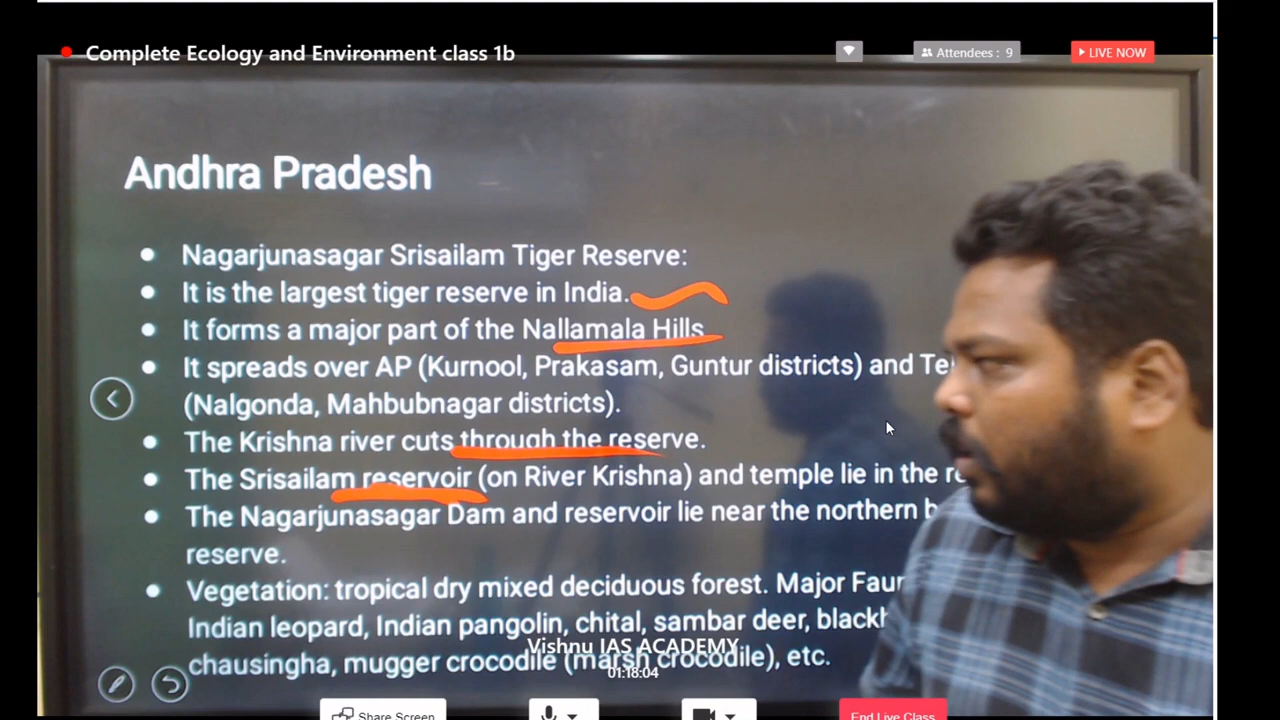 Complete Ecology and Environment class 1b
Attendees : 9
LIVE NOW
Andhra Pradesh
Nagarjunasagar Srisailam Tiger Reserve:
It is the largest tiger reserve in India.
It forms a major part of the Nallamala Hills
It spreads over AP (Kurnool, Prakasam, Guntur districts) and
(Nalgonda, Mahbubnagar districts).
The Krishna river cuts through the reserve.
The Srisailam reservoir (on River Krishna) and temple lie in the
The Nagarjunasagar Dam and reservoir lie near the northern
reserve.
Vegetation: tropical dry mixed deciduous forest. Major
Indian leopard, Indian pangolin, chital, sambar deer,
Vishnu IAS ACADEMY
chausingha, mugger crocodile (marsh crocodile), etc.
01:18:04
Share Screen
End Live Class